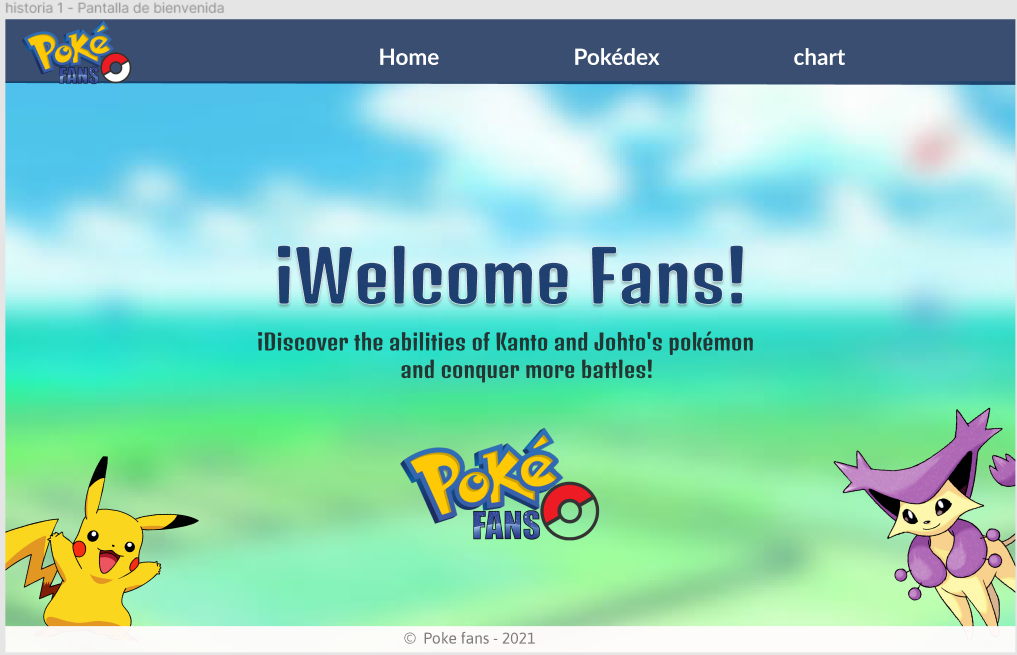 historia 1 - Pantalla de bienvenida
Poké
FANS
Home Pokédex chart
¡Welcome Fans!
¡Discover the abilities of Kanto and Johto's pokémon
and conquer more battles!
Poké
FANS
© Poke fans - 2021